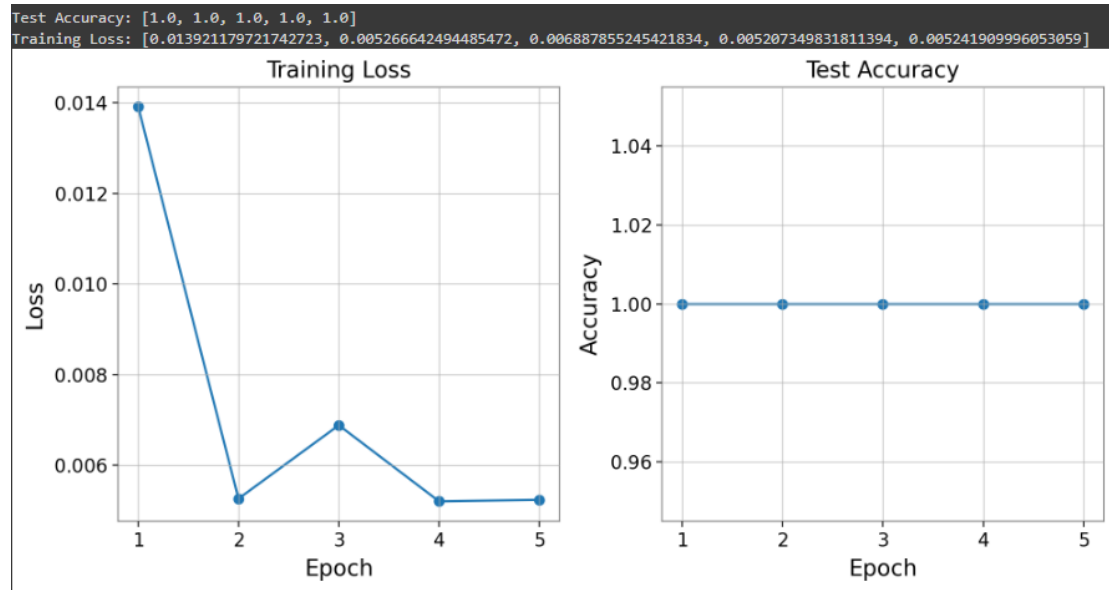 Test Accuracy: [1.0, 1.0, 1.0, 1.0, 1.0]
Training Loss: [0.013921179721742723, 0.005266642494485472, 0.006887855245421834, 0.005207349831811394, 0.005241909996053059]
Training Loss
0.014
0.012
0.010
0.008
0.006
Loss
1 2 3 4 5
Epoch
Test Accuracy
1.04
1.02
1.00
0.98
0.96
Accuracy
1 2 3 4 5
Epoch